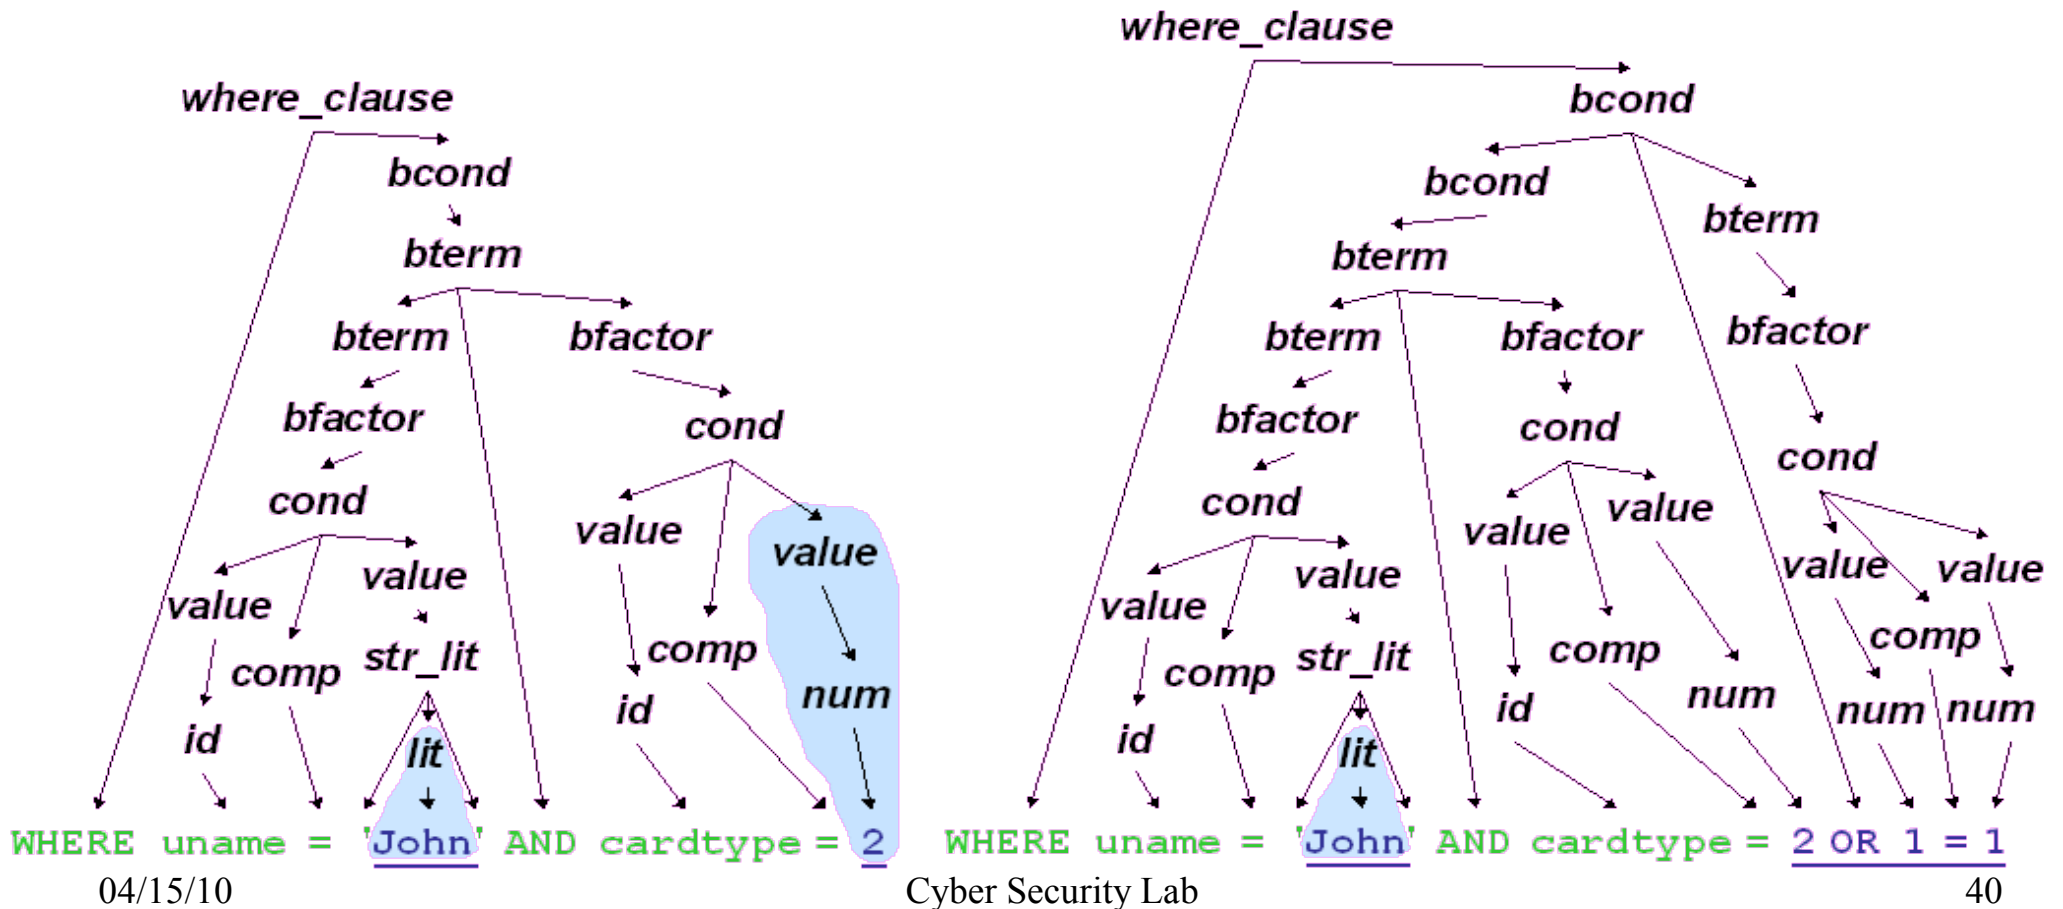 where_clause
bcond
bterm
bterm bfactor
bfactor cond
cond
value value
value value
comp str_lit comp
id lit id num
WHERE uname = 'John' AND cardtype = 2
where_clause
bcond
bcond bterm
bterm
bterm bfactor bfactor
bfactor cond cond
cond value value
value value value value
comp str_lit comp comp
id lit id num num num
WHERE uname = 'John' AND cardtype = 2 OR 1 = 1
04/15/10 Cyber Security Lab 40